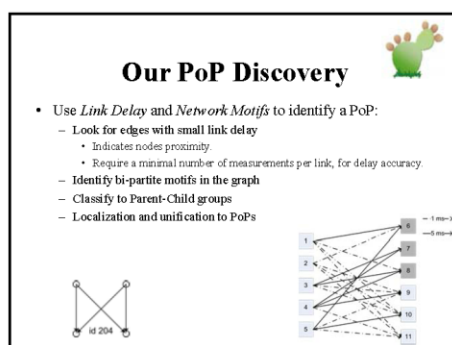 Our PoP Discovery
• Use Link Delay and Network Motifs to identify a PoP:
– Look for edges with small link delay
• Indicates nodes proximity.
• Require a minimal number of measurements per link, for delay accuracy.
– Identify bi-partite motifs in the graph
– Classify to Parent-Child groups
– Localization and unification to PoPs
1
2
3
4
5
6
7
8
9
10
11
1 ms
5 ms
id 204